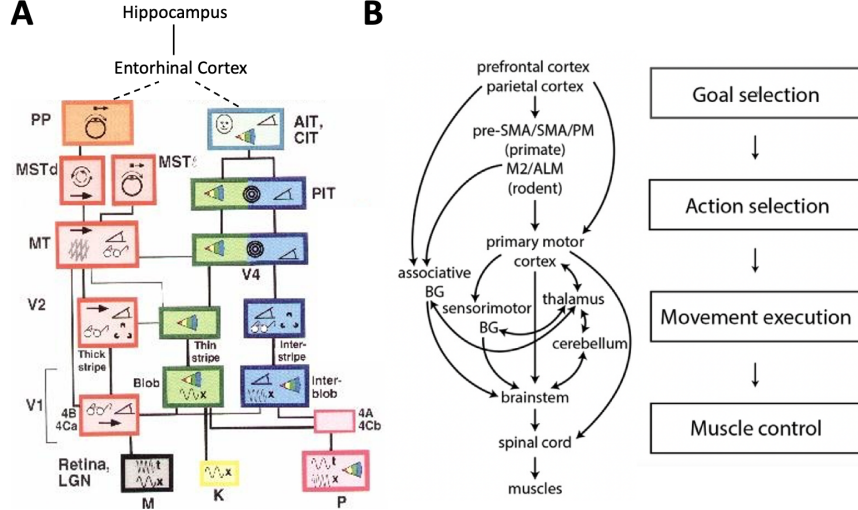 A
Hippocampus
Entorhinal Cortex
PP
AIT,
CIT
MSTd
MSTℓ
PIT
MT
V4
V2
Thick
stripe
Thin
stripe
Inter-
stripe
Blob
Inter-
blob
V1
4B
4Ca
4A
4Cb
Retina,
LGN
t
x
M
x
K
t
x
P
B
prefrontal cortex
parietal cortex
pre-SMA/SMA/PM
(primate)
M2/ALM
(rodent)
primary motor
cortex
associative
BG
sensorimotor
BG
thalamus
cerebellum
brainstem
spinal cord
muscles
Goal selection
Action selection
Movement execution
Muscle control